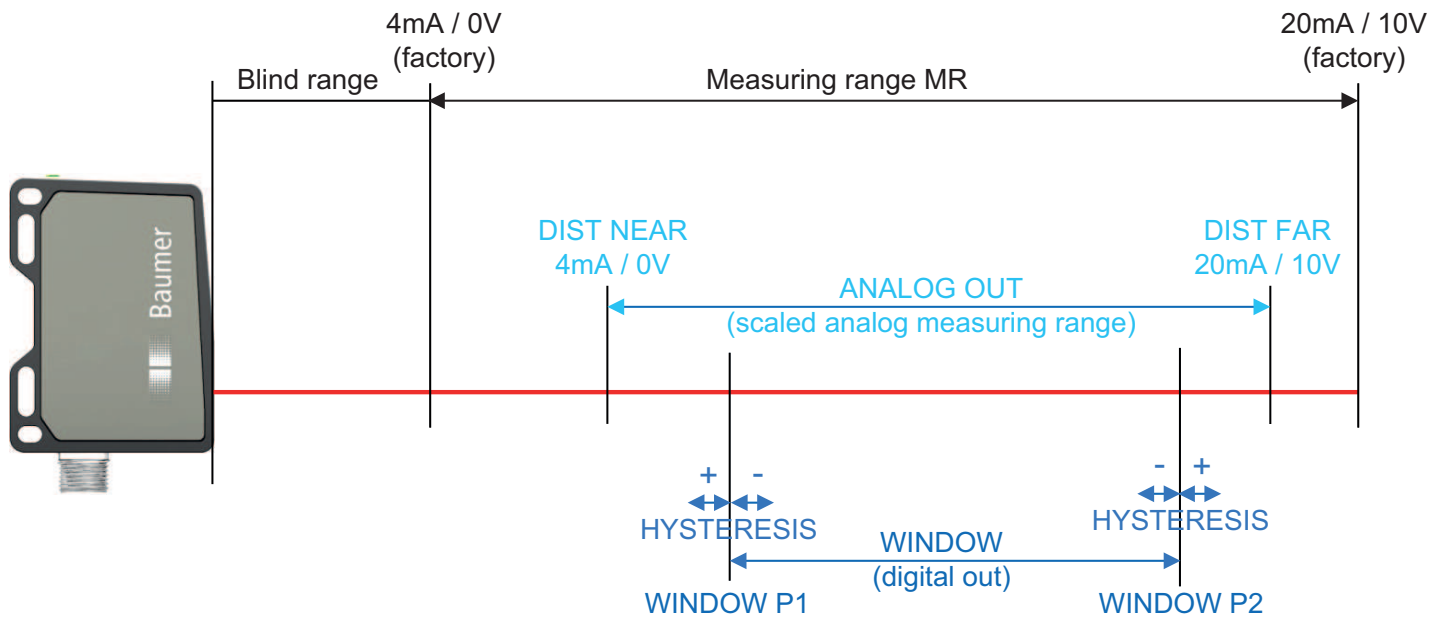 4mA / 0V
(factory)
20mA / 10V
(factory)
Blind range
Measuring range MR
DIST NEAR
4mA / 0V
DIST FAR
20mA / 10V
ANALOG OUT
(scaled analog measuring range)
Baumer
+ -
HYSTERESIS
- +
HYSTERESIS
WINDOW
(digital out)
WINDOW P1
WINDOW P2